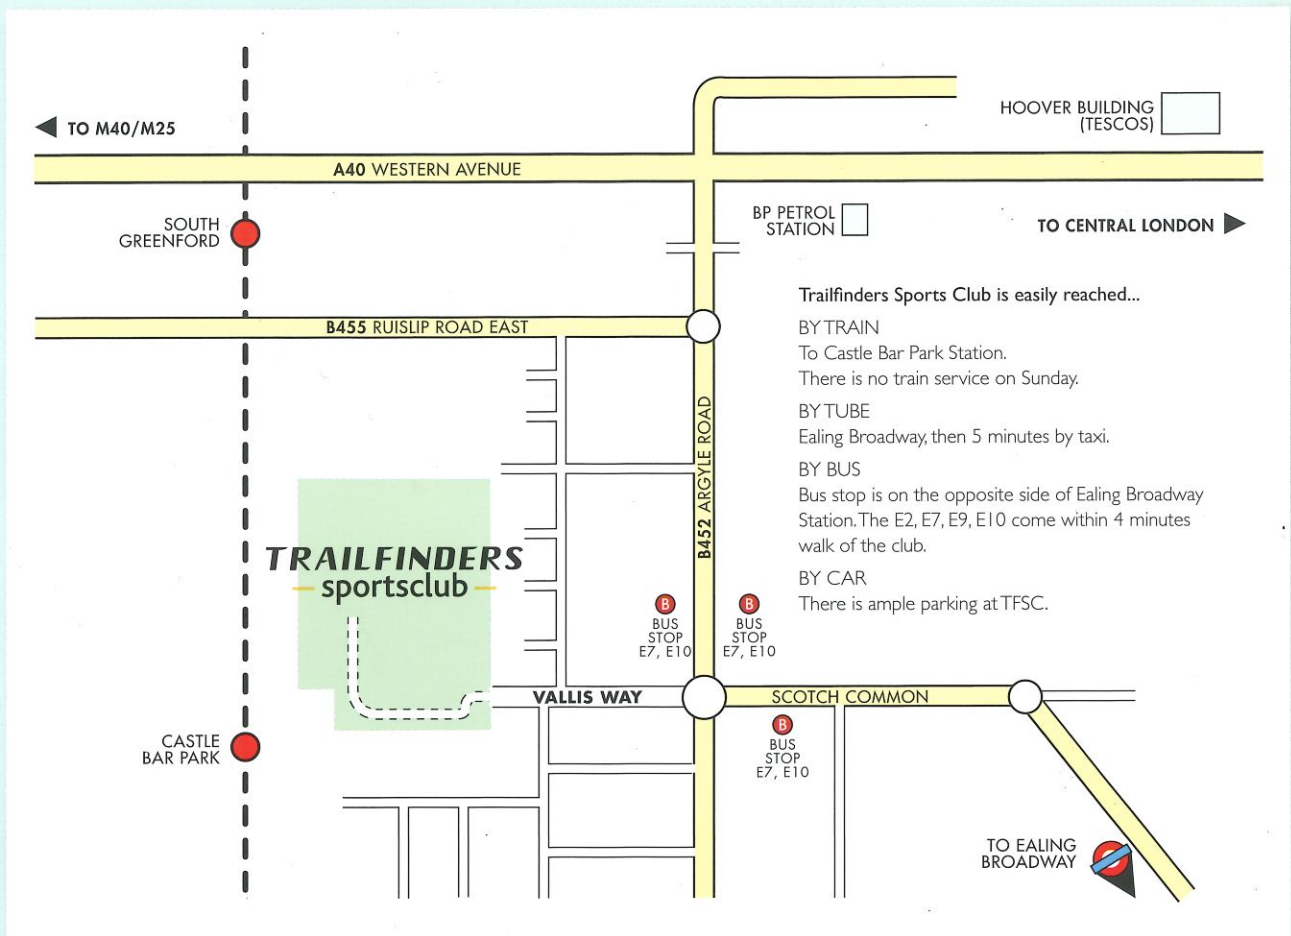 TO M40/M25
HOOVER BUILDING
(TESCOS)
A40 WESTERN AVENUE
SOUTH
GREENFORD
BP PETROL
STATION
TO CENTRAL LONDON
Trailfinders Sports Club is easily reached...
BY TRAIN
To Castle Bar Park Station.
There is no train service on Sunday.
BY TUBE
Ealing Broadway, then 5 minutes by taxi.
BY BUS
Bus stop is on the opposite side of Ealing Broadway
Station. The E2, E7, E9, E10 come within 4 minutes
walk of the club.
BY CAR
There is ample parking at TFSC.
B455 RUISLIP ROAD EAST
B452 ARGYLE ROAD
TRAILFINDERS
sportsclub
B
BUS
STOP
E7, E10
B
BUS
STOP
E7, E10
VALLIS WAY
SCOTCH COMMON
B
BUS
STOP
E7, E10
CASTLE
BAR PARK
TO EALING
BROADWAY